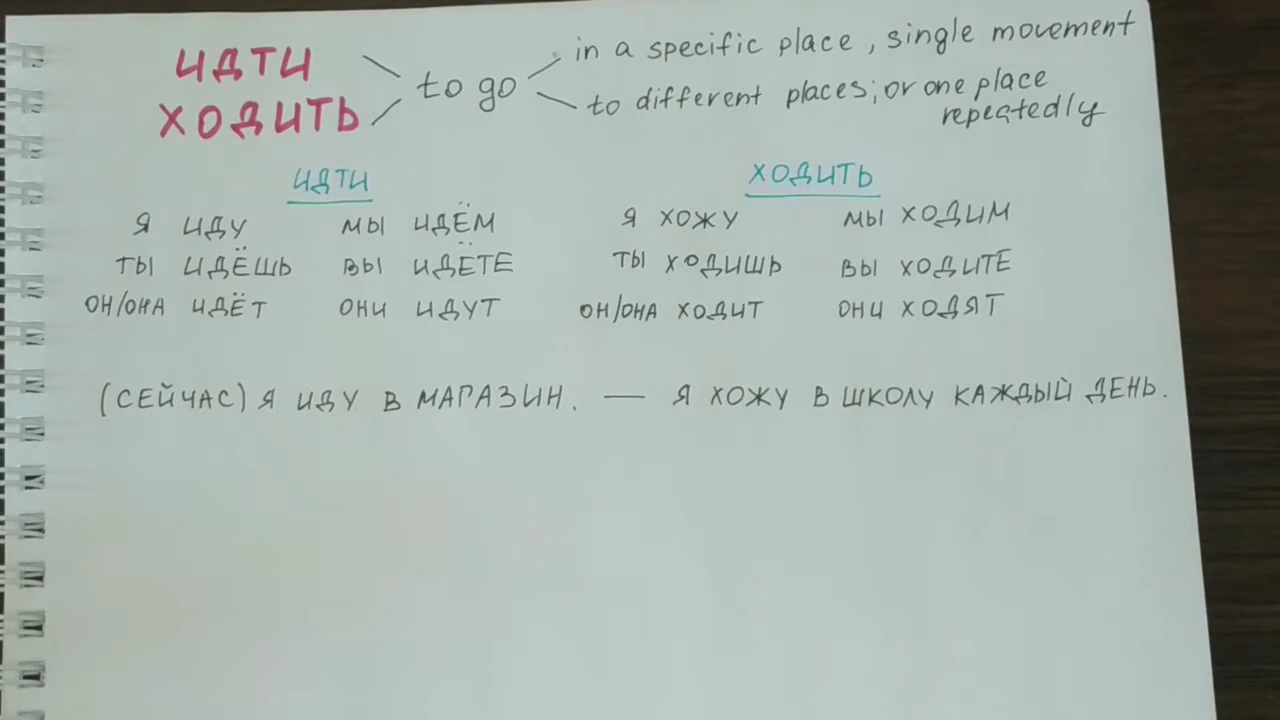 ИДТИ
ХОДИТЬ
to go
in a specific place, single movement
to different places; or one place
repeatedly
ИДТИ
Я ИДУ МЫ ИДЁМ
ТЫ ИДЁШЬ ВЫ ИДЁТЕ
ОН/ОНА ИДЁТ ОНИ ИДУТ
ХОДИТЬ
Я ХОЖУ МЫ ХОДИМ
ТЫ ХОДИШЬ ВЫ ХОДИТЕ
ОН/ОНА ХОДИТ ОНИ ХОДЯТ
(СЕЙЧАС) Я ИДУ В МАГАЗИН. — Я ХОЖУ В ШКОЛУ КАЖДЫЙ ДЕНЬ.